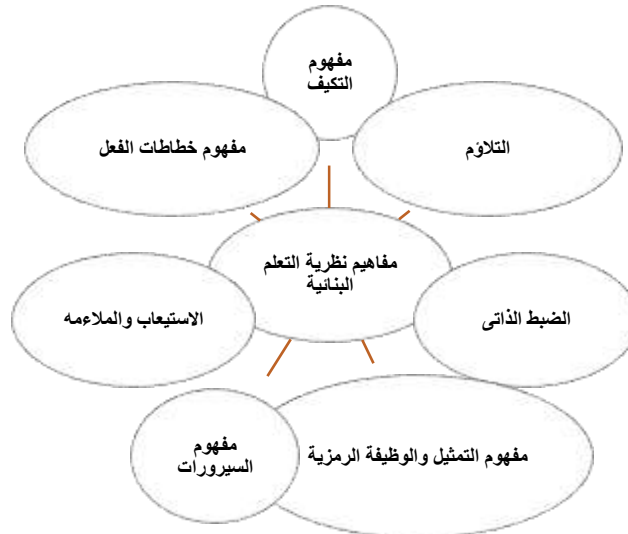 مفهوم
التكيف
التلاؤم
مفهوم خطاطات الفعل
مفاهيم نظرية التعلم
البنائية
الضبط الذاتى
الاستيعاب والملاءمه
مفهوم التمثيل والوظيفة الرمزية
مفهوم
السيرورات